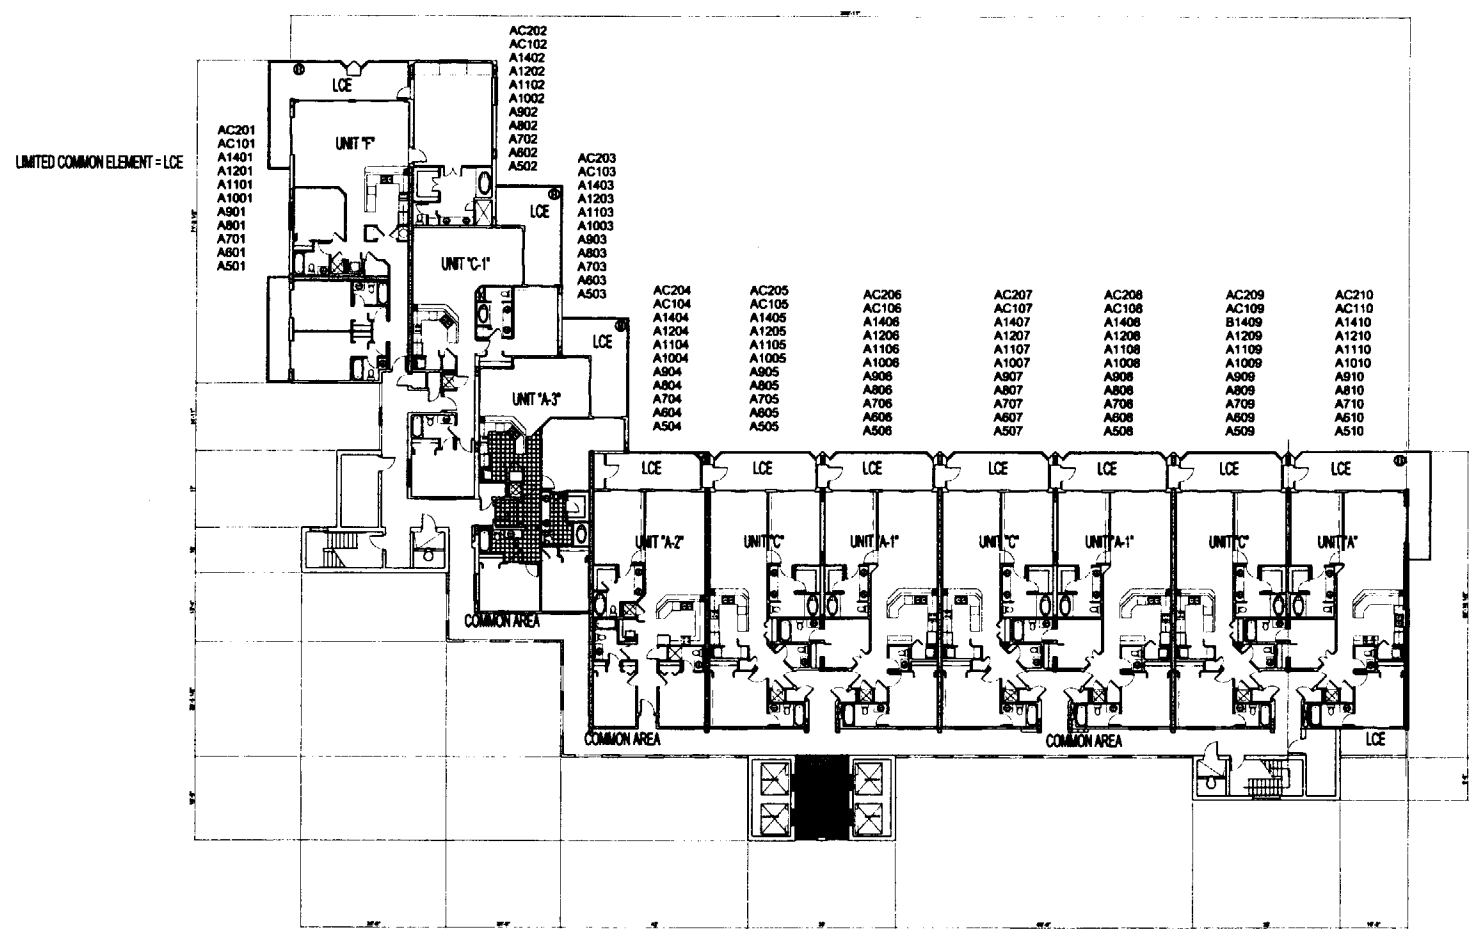 AC202
AC102
A1402
A1202
A1102
A1002
A902
A802
A702
A602
A502
LCE
UNIT "F"
AC201
AC101
A1401
A1201
A1101
A1001
A901
A801
A701
A601
A501
LIMITED COMMON ELEMENT = LCE
AC203
AC103
A1403
A1203
A1103
A1003
A903
A803
A703
A603
A503
LCE
UNIT "C-1"
LCE
UNIT "A-3"
AC204
AC104
A1404
A1204
A1104
A1004
A904
A804
A704
A604
A504
AC205
AC105
A1405
A1205
A1105
A1005
A905
A805
A705
A605
A505
AC206
AC106
A1406
A1206
A1106
A1006
A906
A806
A706
A606
A506
AC207
AC107
A1407
A1207
A1107
A1007
A907
A807
A707
A607
A507
AC208
AC108
A1408
A1208
A1108
A1008
A908
A808
A708
A608
A508
AC209
AC109
B1409
A1209
A1109
A1009
A909
A809
A709
A609
A509
AC210
AC110
A1410
A1210
A1110
A1010
A910
A810
A710
A610
A510
LCE LCE LCE LCE LCE LCE LCE
UNIT "A-2" UNIT "C" UNIT "A-1" UNIT "C" UNIT "A-1" UNIT "C" UNIT "A"
COMMON AREA
COMMON AREA
COMMON AREA
LCE